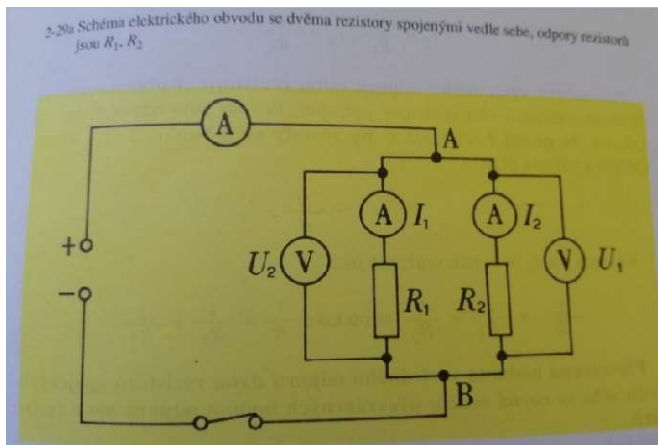 2-29a Schéma elektrického obvodu se dvěma rezistory spojenými vedle sebe, odpory rezistorů
jsou R₁, R₂
A
A
A I₁ A I₂
+
U₂ V V U₁
−
R₁ R₂
B